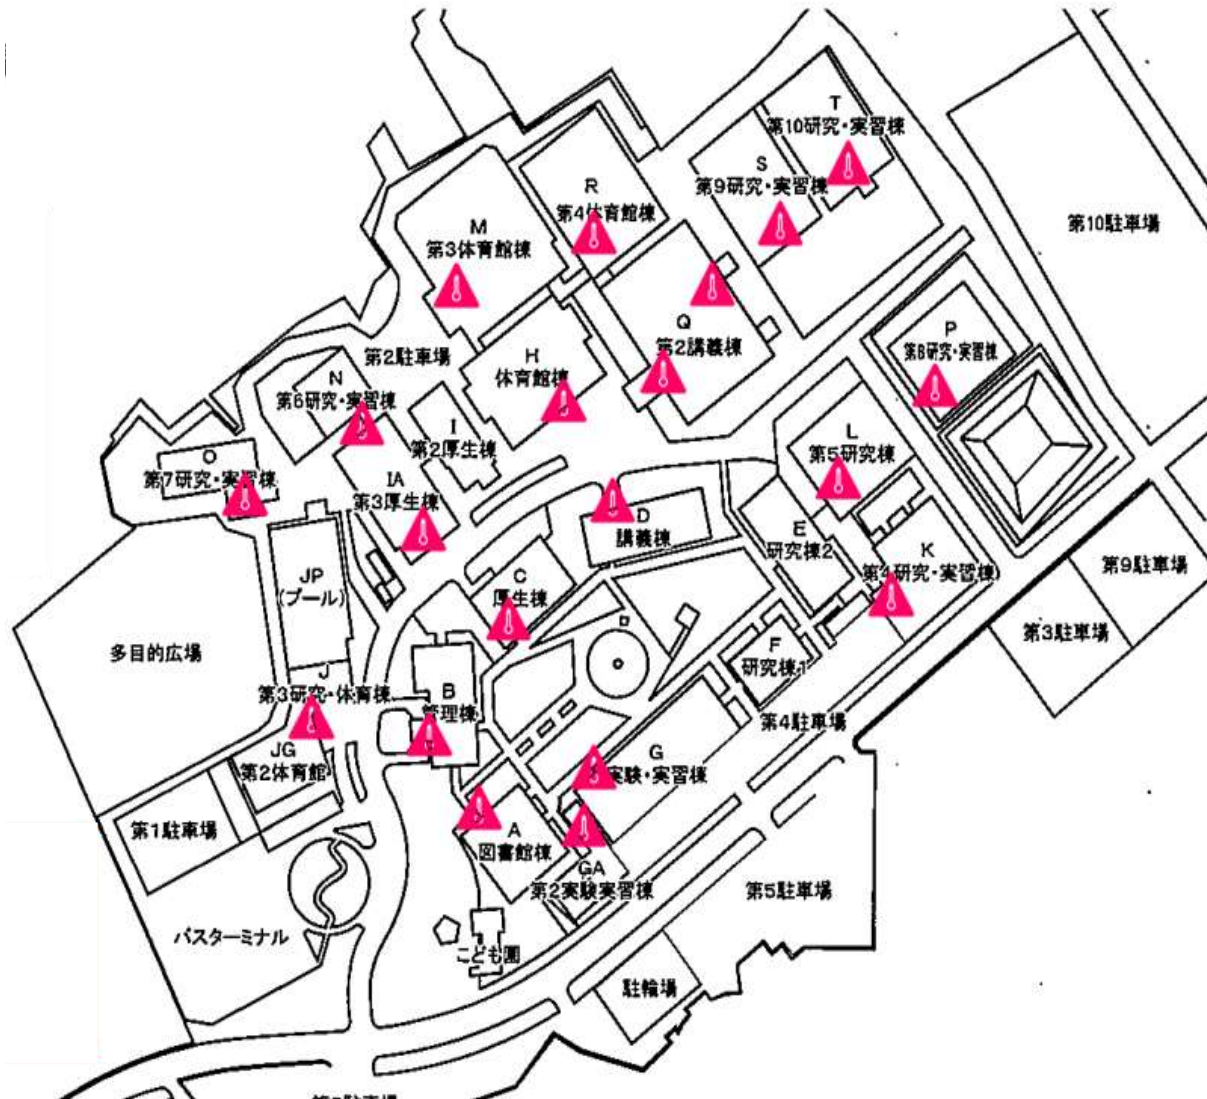 T
第10研究・実習棟
S
第9研究・実習棟
R
第4体育館棟
第10駐車場
M
第3体育館棟
Q
第2講義棟
P
第8研究・実習棟
第2駐車場
H
体育館棟
N
第6研究・実習棟
I
第2厚生棟
L
第5研究棟
O
第7研究・実習棟
IA
第3厚生棟
D
講義棟
E
研究棟2
K
第4研究・実習棟
第9駐車場
JP
(プール)
C
厚生棟
第3駐車場
多目的広場
F
研究棟1
J
第3研究・体育棟
B
管理棟
第4駐車場
JG
第2体育館
G
実験・実習棟
第1駐車場
A
図書館棟
GA
第2実験実習棟
第5駐車場
バスターミナル
こども園
駐輪場